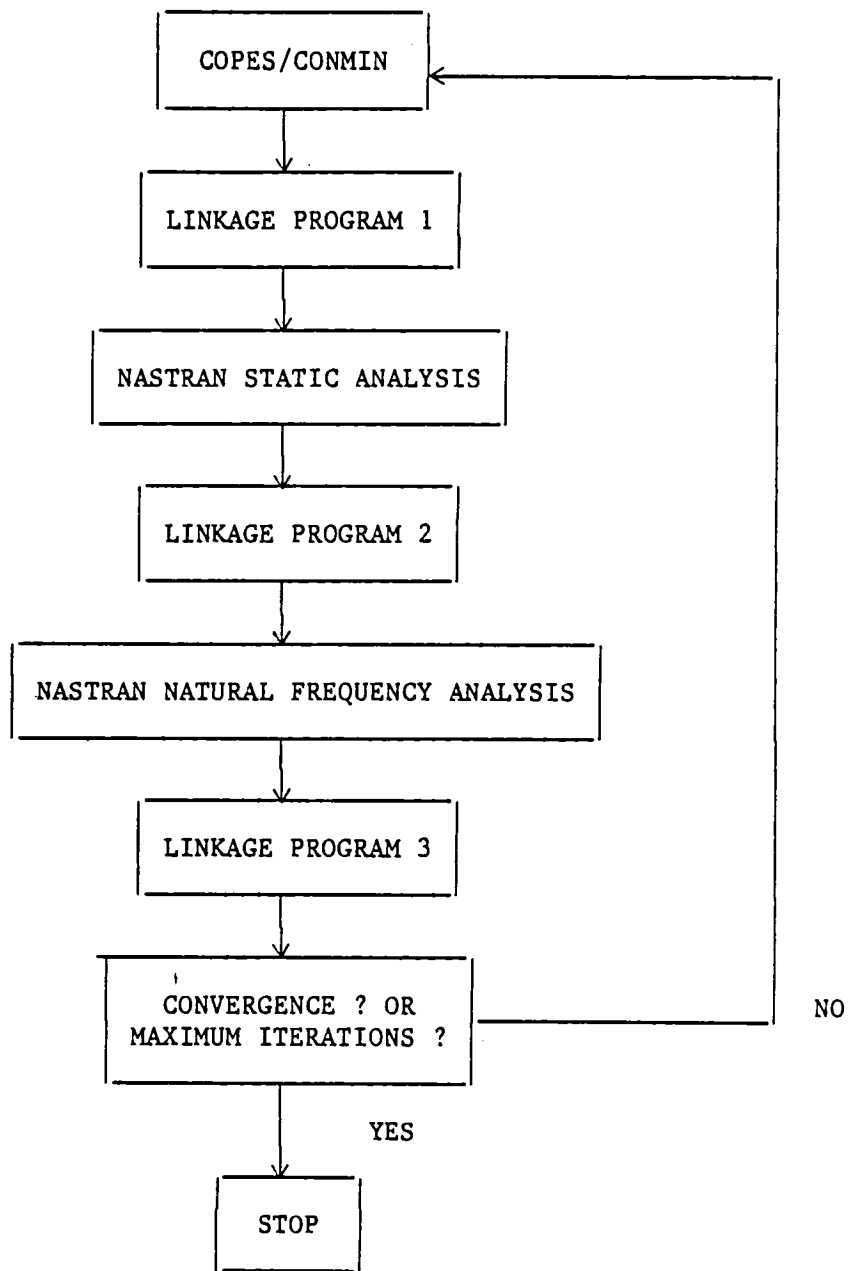 COPES/CONMIN
LINKAGE PROGRAM 1
NASTRAN STATIC ANALYSIS
LINKAGE PROGRAM 2
NASTRAN NATURAL FREQUENCY ANALYSIS
LINKAGE PROGRAM 3
CONVERGENCE ? OR
MAXIMUM ITERATIONS ?
NO
YES
STOP